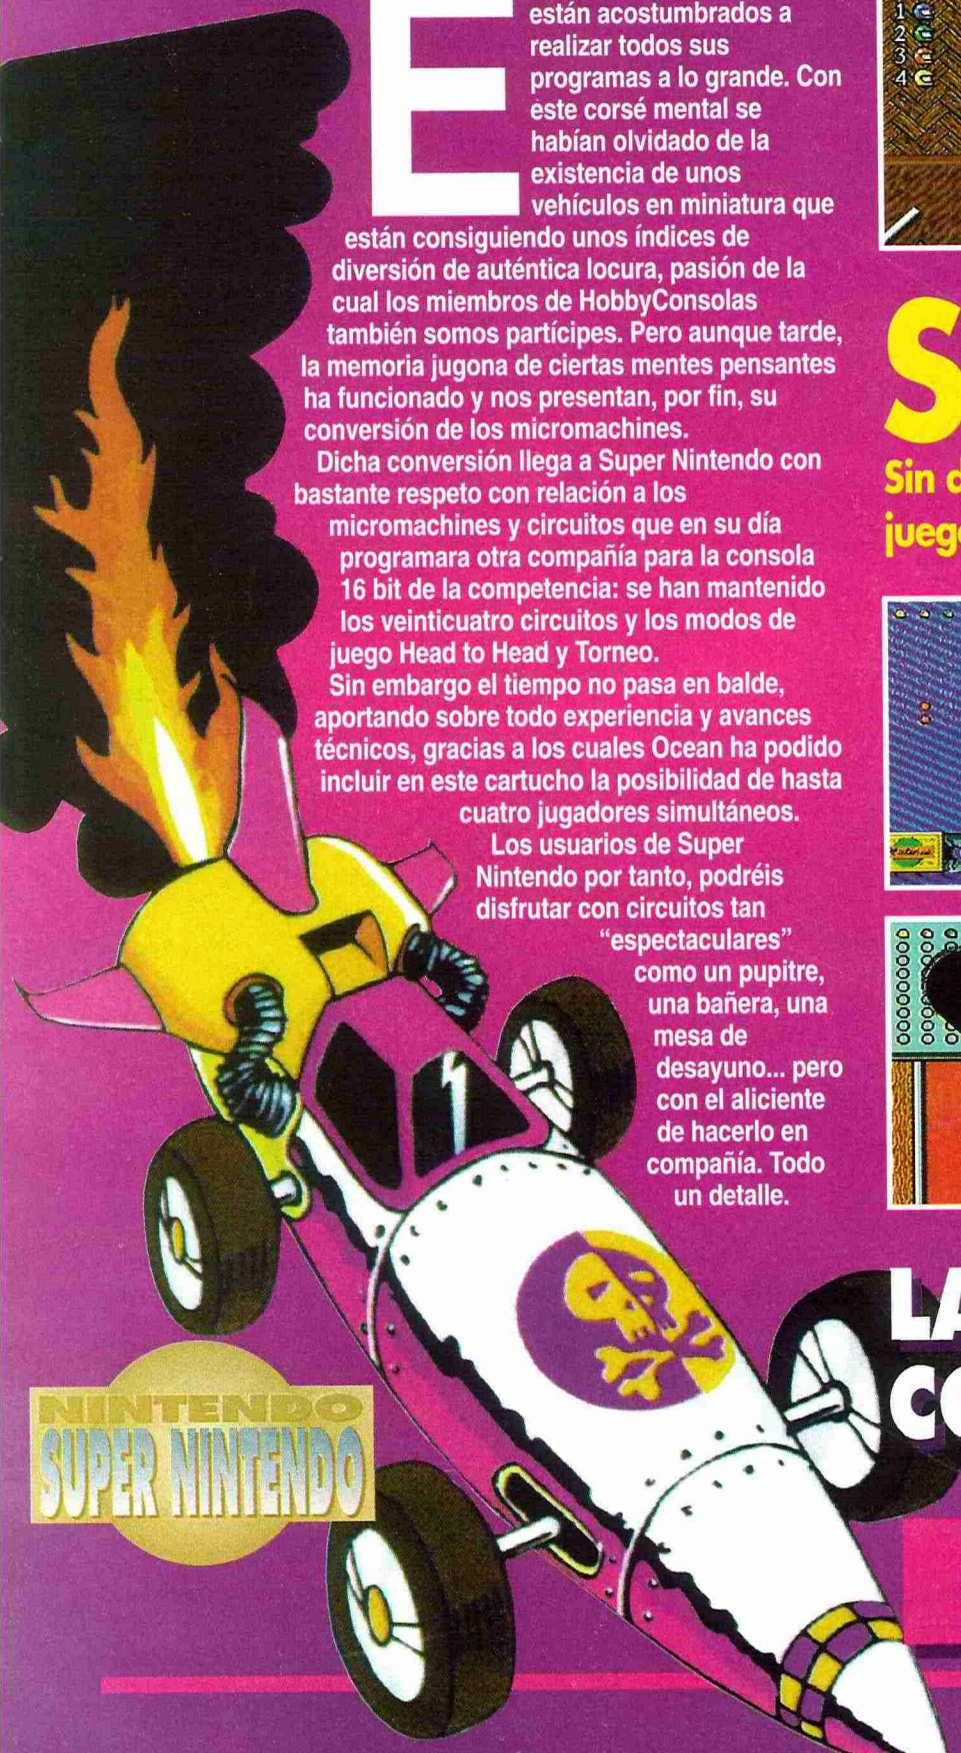 E
están acostumbrados a
realizar todos sus
programas a lo grande. Con
este corsé mental se
habían olvidado de la
existencia de unos
vehículos en miniatura que
están consiguiendo unos índices de
diversión de auténtica locura, pasión de la
cual los miembros de HobbyConsolas
también somos partícipes. Pero aunque tarde,
la memoria jugona de ciertas mentes pensantes
ha funcionado y nos presentan, por fin, su
conversión de los micromachines.
Dicha conversión llega a Super Nintendo con
bastante respeto con relación a los
micromachines y circuitos que en su día
programara otra compañía para la consola
16 bit de la competencia: se han mantenido
los veinticuatro circuitos y los modos de
juego Head to Head y Torneo.
Sin embargo el tiempo no pasa en balde,
aportando sobre todo experiencia y avances
técnicos, gracias a los cuales Ocean ha podido
incluir en este cartucho la posibilidad de hasta
cuatro jugadores simultáneos.
Los usuarios de Super
Nintendo por tanto, podréis
disfrutar con circuitos tan
“espectaculares”
como un pupitre,
una bañera, una
mesa de
desayuno... pero
con el aliciente
de hacerlo en
compañía. Todo
un detalle.
NINTENDO
SUPER NINTENDO
1
2
3
4
S
Sin
LA